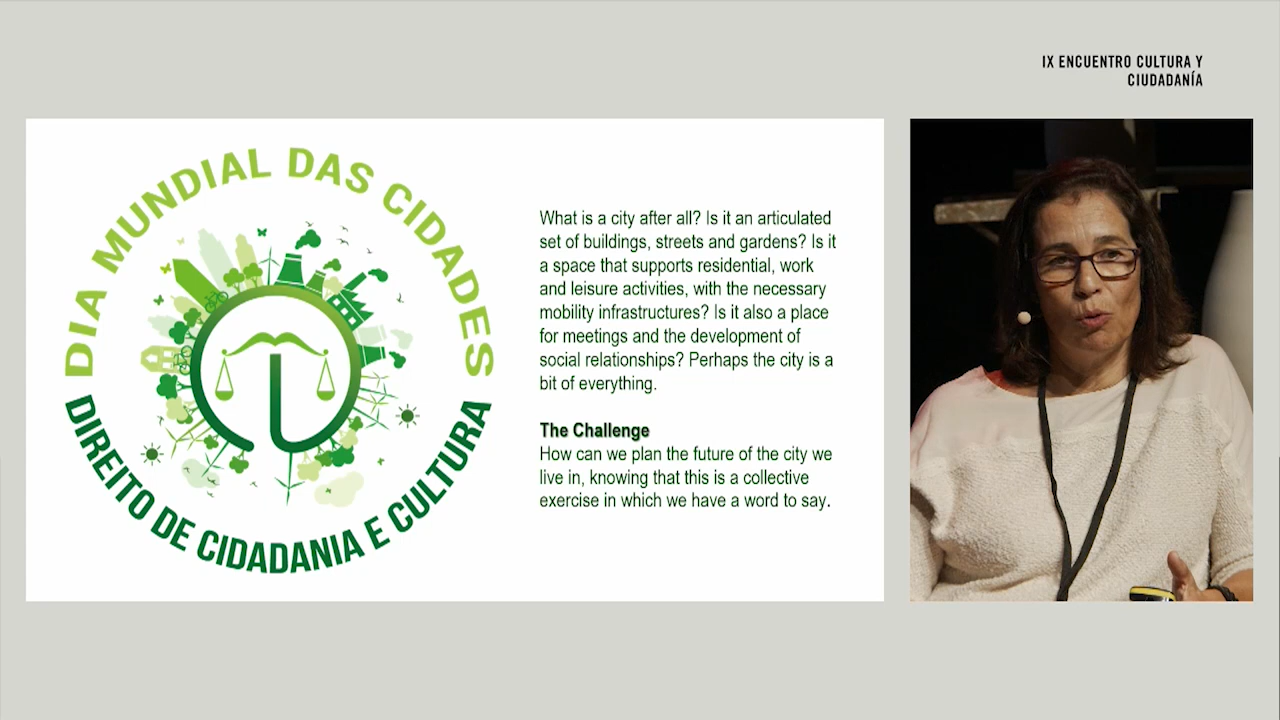 IX ENCUENTRO CULTURA Y
CIUDADANÍA
DIA MUNDIAL DAS CIDADES
DIREITO DE CIDADANIA E CULTURA
What is a city after all? Is it an articulated
set of buildings, streets and gardens? Is it
a space that supports residential, work
and leisure activities, with the necessary
mobility infrastructures? Is it also a place
for meetings and the development of
social relationships? Perhaps the city is a
bit of everything.
The Challenge
How can we plan the future of the city we
live in, knowing that this is a collective
exercise in which we have a word to say.